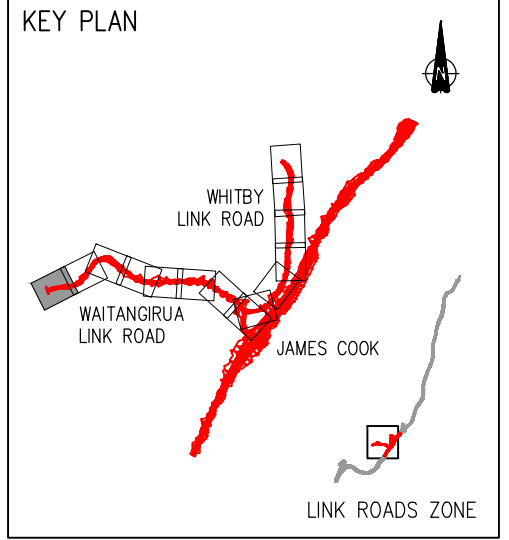 KEY PLAN
N
WHITBY
LINK ROAD
WAITANGIRUA
LINK ROAD
JAMES COOK
LINK ROADS ZONE